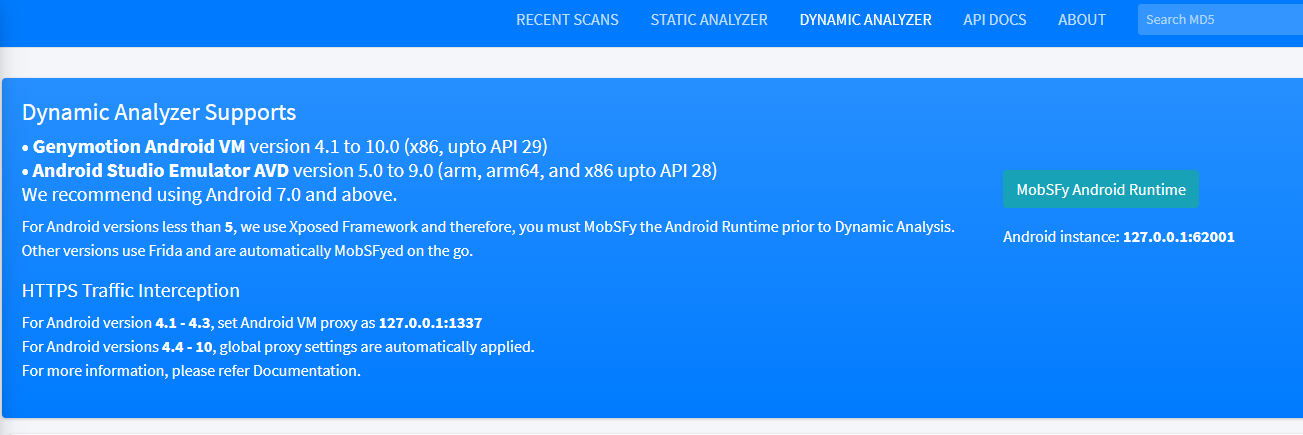 RECENT SCANS STATIC ANALYZER DYNAMIC ANALYZER API DOCS ABOUT Search MD5
Dynamic Analyzer Supports
• Genymotion Android VM version 4.1 to 10.0 (x86, upto API 29)
• Android Studio Emulator AVD version 5.0 to 9.0 (arm, arm64, and x86 upto API 28)
We recommend using Android 7.0 and above.
For Android versions less than 5, we use Xposed Framework and therefore, you must MobSFy the Android Runtime prior to Dynamic Analysis.
Other versions use Frida and are automatically MobSFyed on the go.
HTTPS Traffic Interception
For Android version 4.1 - 4.3, set Android VM proxy as 127.0.0.1:1337
For Android versions 4.4 - 10, global proxy settings are automatically applied.
For more information, please refer Documentation.
MobSFy Android Runtime
Android instance: 127.0.0.1:62001